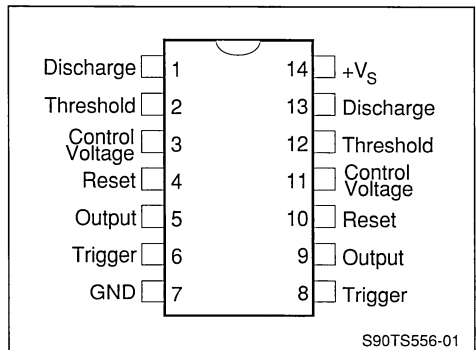 Discharge 1 14 +VS
Threshold 2 13 Discharge
Control Voltage 3 12 Threshold
Reset 4 11 Control Voltage
Output 5 10 Reset
Trigger 6 9 Output
GND 7 8 Trigger
S90TS556-01